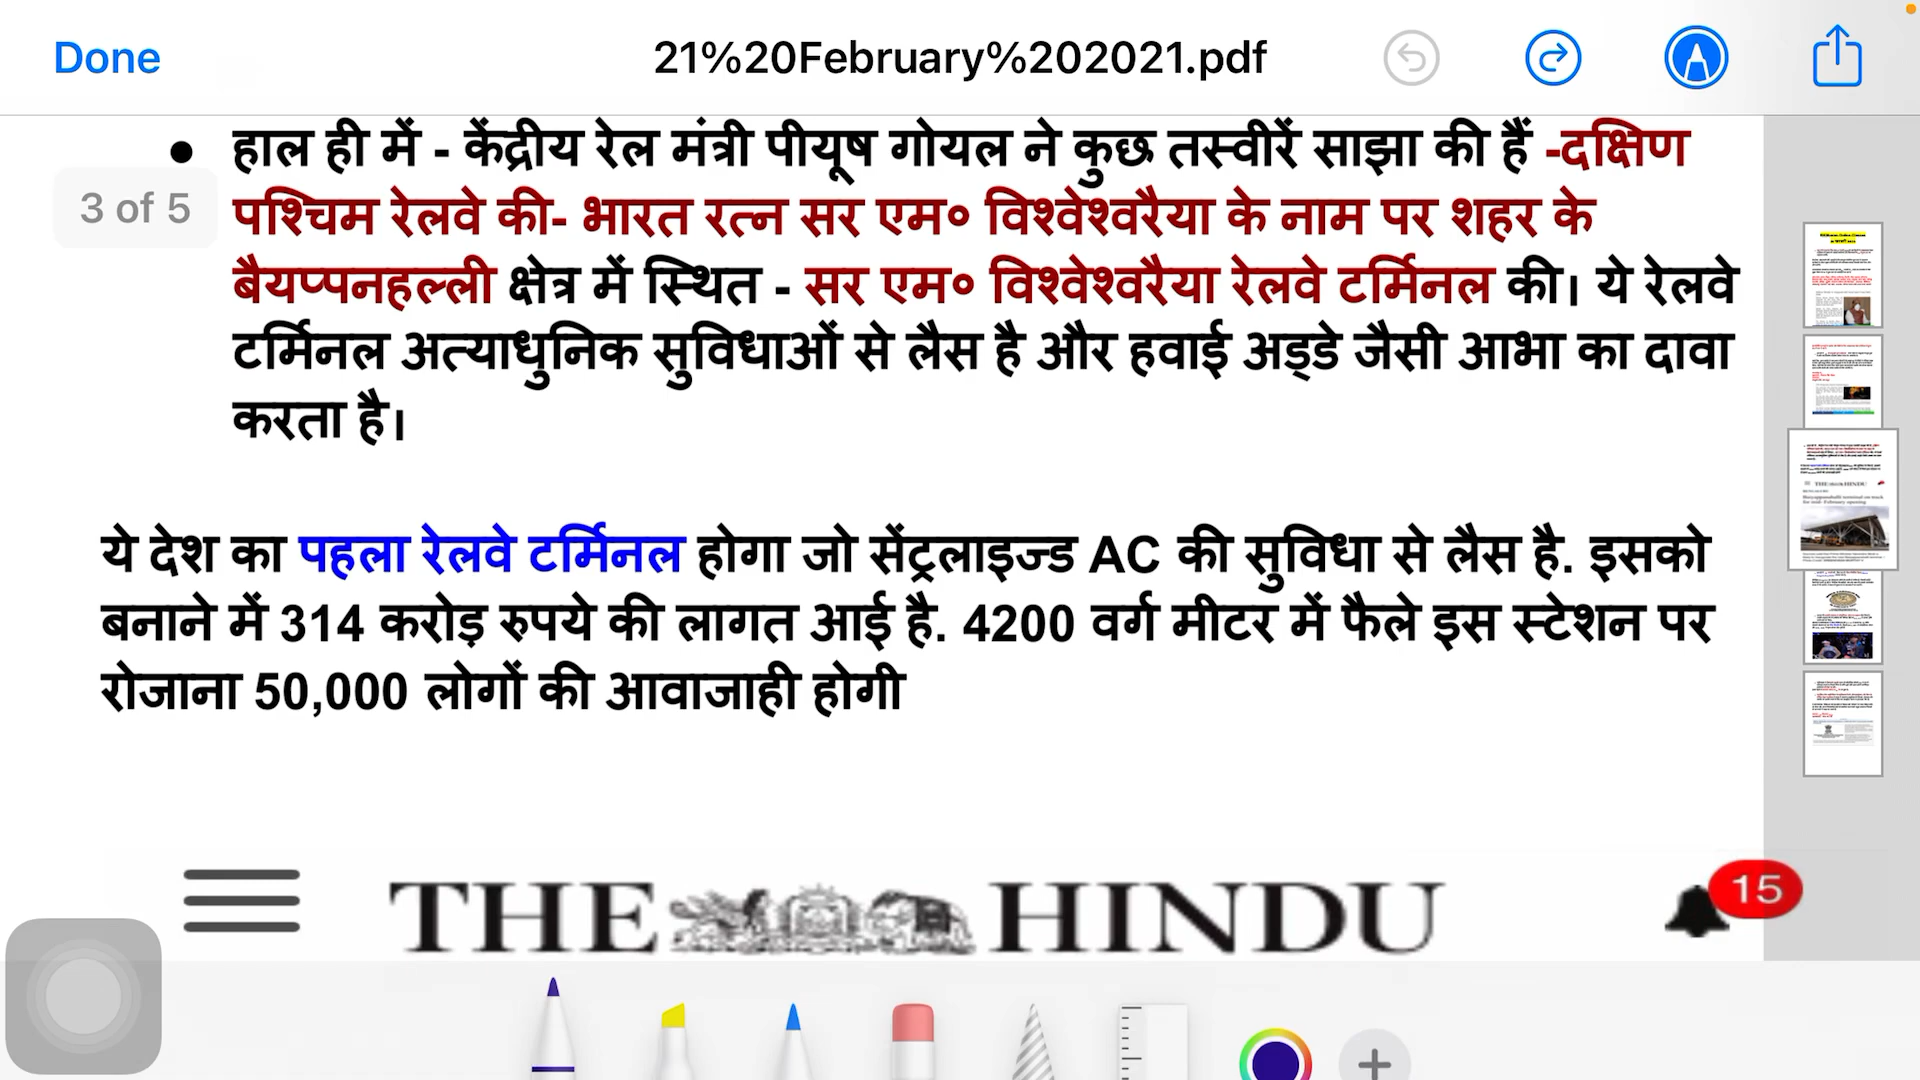 Done
21%20February%202021.pdf
• हाल ही में - केंद्रीय रेल मंत्री पीयूष गोयल ने कुछ तस्वीरें साझा की हैं -दक्षिण
3 of 5
पश्चिम रेलवे की- भारत रत्न सर एम० विश्वेश्वरैया के नाम पर शहर के
बैयप्पनहल्ली क्षेत्र में स्थित - सर एम० विश्वेश्वरैया रेलवे टर्मिनल की। ये रेलवे
टर्मिनल अत्याधुनिक सुविधाओं से लैस है और हवाई अड्डे जैसी आभा का दावा
करता है।
ये देश का पहला रेलवे टर्मिनल होगा जो सेंट्रलाइज्ड AC की सुविधा से लैस है. इसको
बनाने में 314 करोड़ रुपये की लागत आई है. 4200 वर्ग मीटर में फैले इस स्टेशन पर
रोजाना 50,000 लोगों की आवाजाही होगी
THE HINDU
15